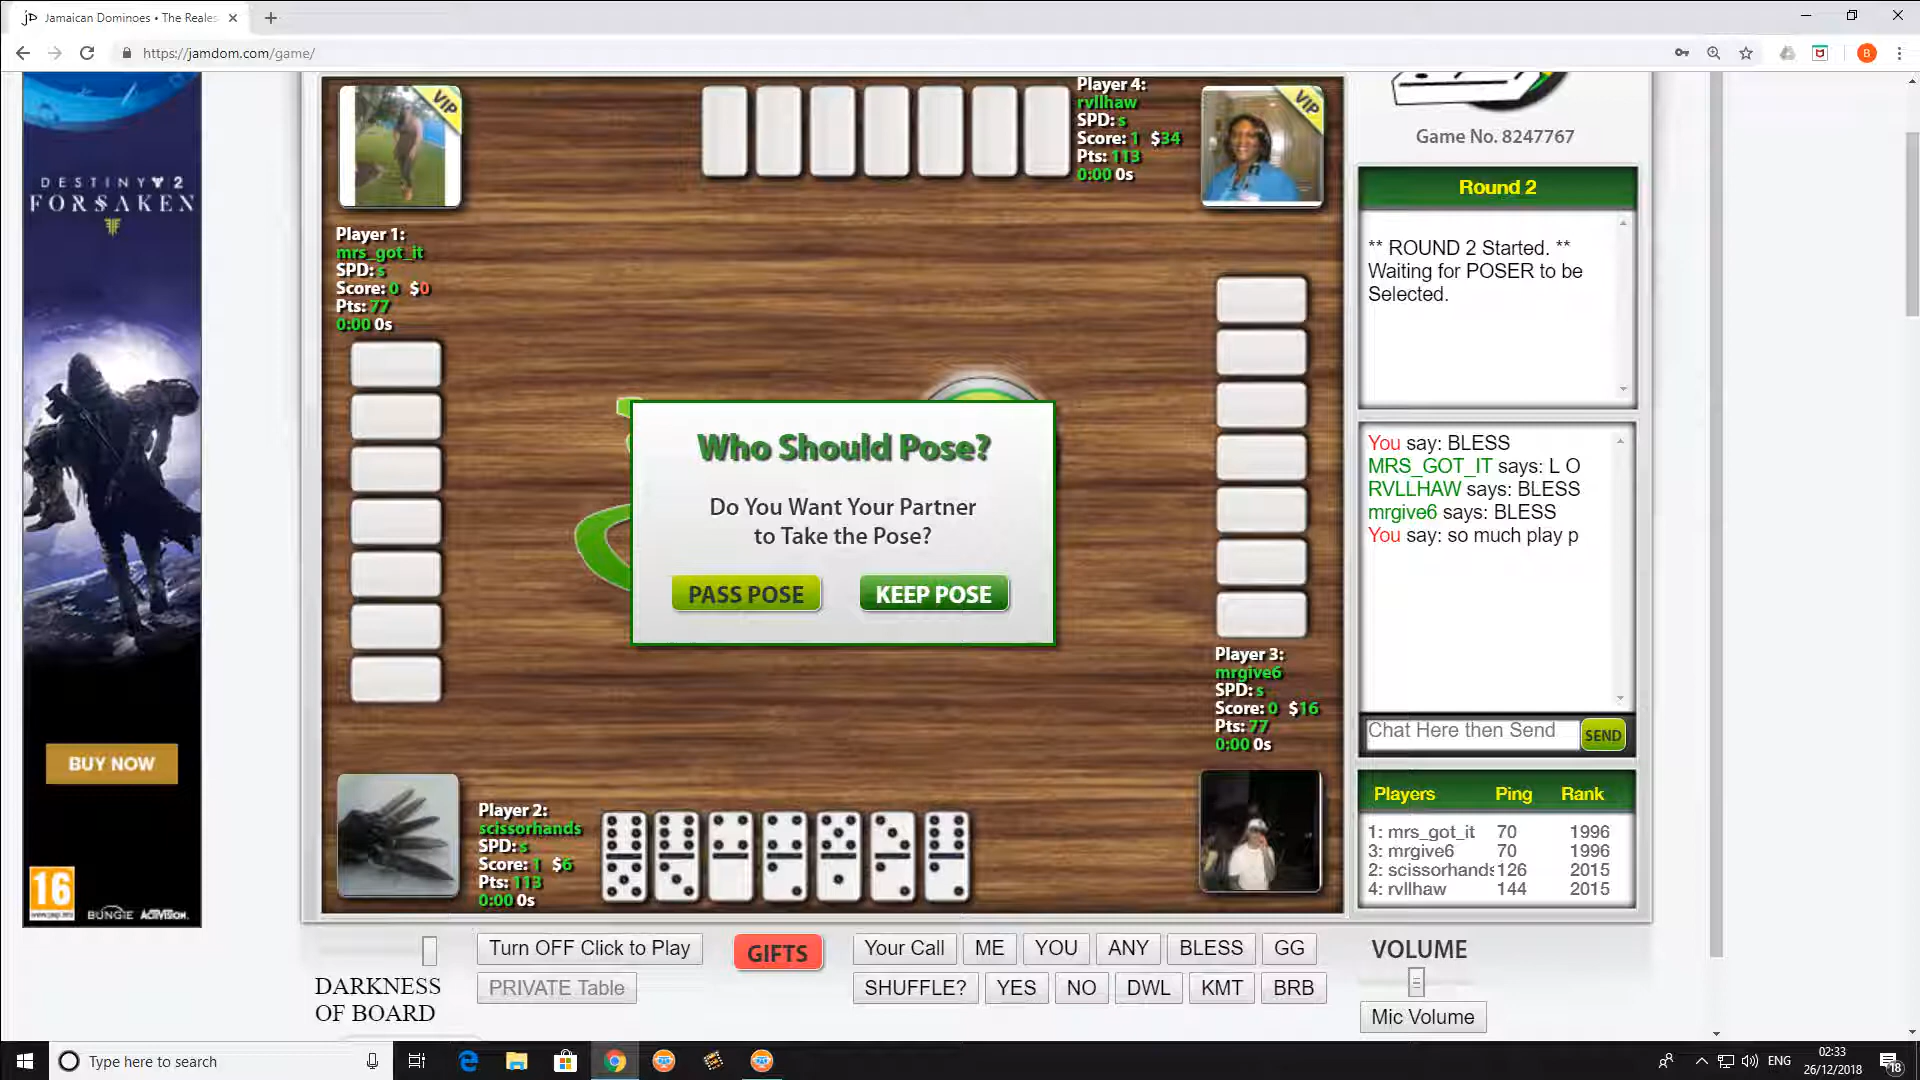 Jamaican Dominoes • The Reales
https://jamdom.com/game/
B
DESTINY 2
FORSAKEN
BUY NOW
16
www.pegi.info
BUNGIE ACTIVISION
VIP
Player 1:
mrs_got_it
SPD: s
Score: 0 $0
Pts: 77
0:00 0s
Player 4:
rvllhaw
SPD: s
Score: 1 $34
Pts: 113
0:00 0s
VIP
Who Should Pose?
Do You Want Your Partner
to Take the Pose?
PASS POSE
KEEP POSE
Player 3:
mrgive6
SPD: s
Score: 0 $16
Pts: 77
0:00 0s
Player 2:
scissorhands
SPD: s
Score: 1 $6
Pts: 113
0:00 0s
Game No. 8247767
Round 2
** ROUND 2 Started. **
Waiting for POSER to be
Selected.
You say: BLESS
MRS_GOT_IT says: L O
RVLLHAW says: BLESS
mrgive6 says: BLESS
You say: so much play p
Chat Here then Send
SEND
Players Ping Rank
1: mrs_got_it 70 1996
3: mrgive6 70 1996
2: scissorhands 126 2015
4: rvllhaw 144 2015
DARKNESS
OF BOARD
Turn OFF Click to Play
PRIVATE Table
GIFTS
Your Call ME YOU ANY BLESS GG
SHUFFLE? YES NO DWL KMT BRB
VOLUME
Mic Volume
Type here to search
ENG
02:33
26/12/2018
18